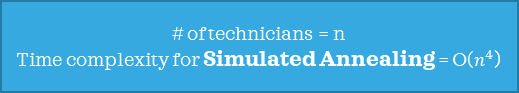 # of technicians = n
Time complexity for Simulated Annealing = O(n⁴)